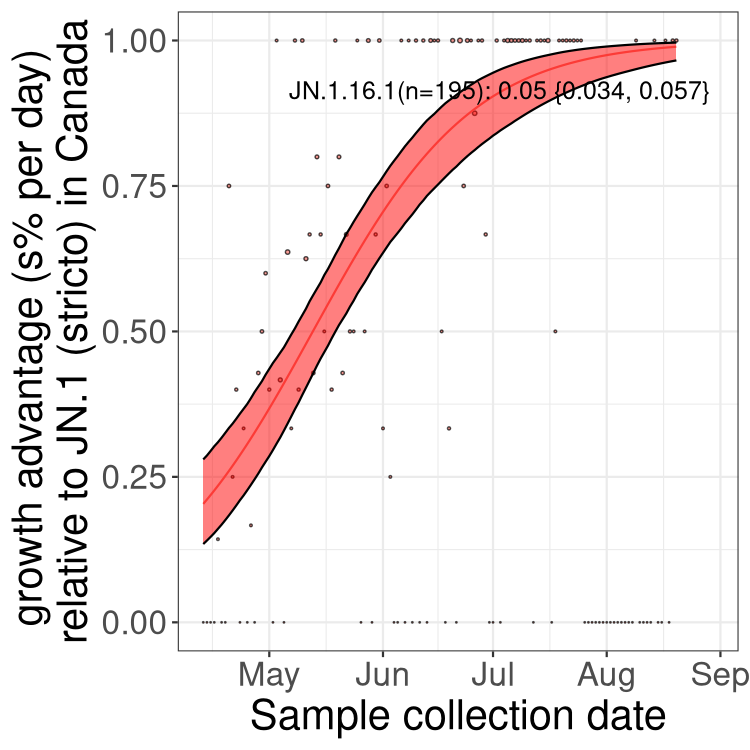 growth advantage (s% per day)
relative to JN.1 (stricto) in Canada
1.00
0.75
0.50
0.25
0.00
JN.1.16.1(n=195): 0.05 {0.034, 0.057}
May Jun Jul Aug Sep
Sample collection date